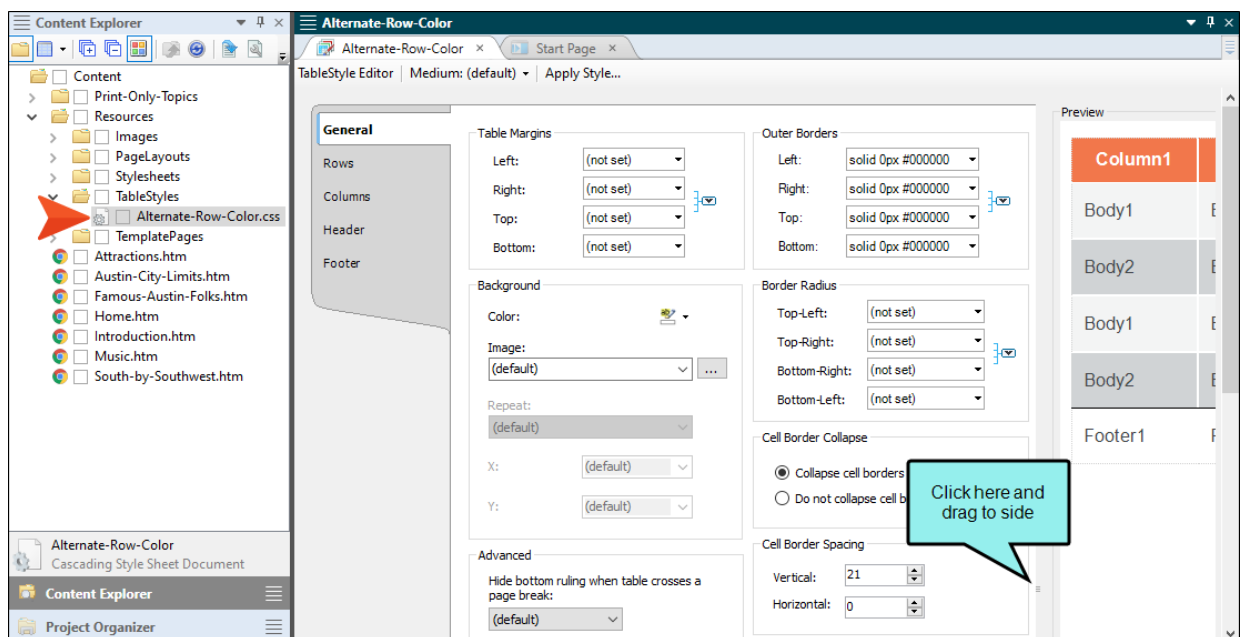 Content Explorer
Content
Print-Only-Topics
Resources
Images
PageLayouts
Stylesheets
TableStyles
Alternate-Row-Color.css
TemplatePages
Attractions.htm
Austin-City-Limits.htm
Famous-Austin-Folks.htm
Home.htm
Introduction.htm
Music.htm
South-by-Southwest.htm
Alternate-Row-Color
Cascading Style Sheet Document
Content Explorer
Project Organizer
Alternate-Row-Color
Alternate-Row-Color
Start Page
TableStyle Editor Medium: (default) Apply Style...
General
Rows
Columns
Header
Footer
Table Margins
Left: (not set)
Right: (not set)
Top: (not set)
Bottom: (not set)
Background
Color:
Image:
(default) ...
Repeat:
(default)
X: (default)
Y: (default)
Advanced
Hide bottom ruling when table crosses a
page break:
(default)
Outer Borders
Left: solid 0px #000000
Right: solid 0px #000000
Top: solid 0px #000000
Bottom: solid 0px #000000
Border Radius
Top-Left: (not set)
Top-Right: (not set)
Bottom-Right: (not set)
Bottom-Left: (not set)
Cell Border Collapse
Collapse cell borders
Do not collapse cell b
Cell Border Spacing
Vertical: 21
Horizontal: 0
Click here and
drag to side
Preview
Column1
Body1
Body2
Body1
Body2
Footer1